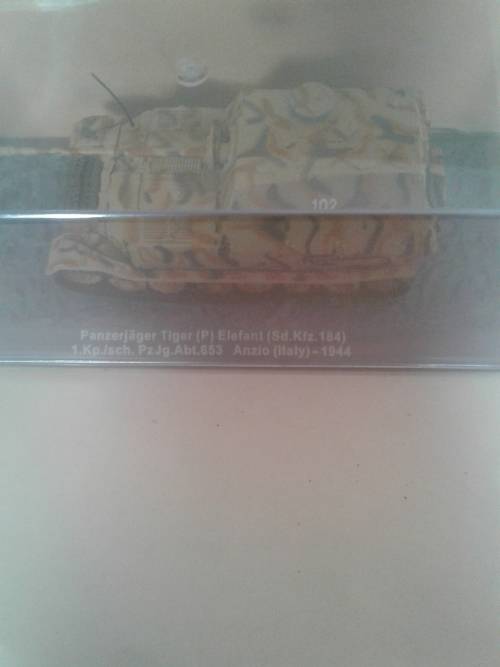 102
Panzerjäger Tiger (P) Elefant (Sd.Kfz.184)
1.Kp./sch. PzJg.Abt.653 Anzio (Italy) - 1944